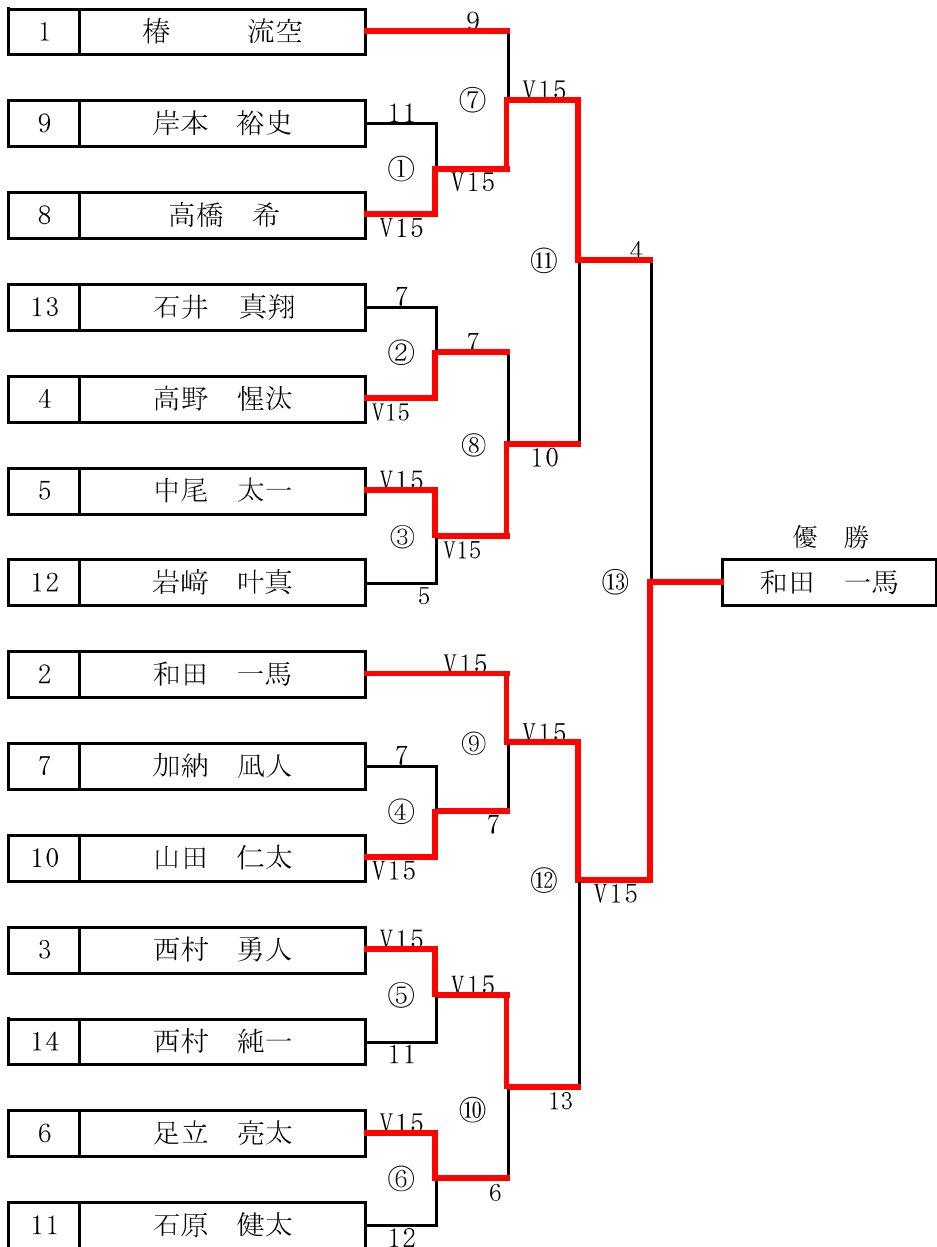 1 椿 流空 9
⑦ V15
9 岸本 裕史 11
① V15
8 高橋 希 V15
⑪ 4
13 石井 真翔 7
② 7
4 高野 惺汰 V15
⑧ 10
5 中尾 太一 V15
③ V15
12 岩﨑 叶真 5
優 勝
⑬ 和田 一馬
2 和田 一馬 V15
⑨ V15
7 加納 凪人 7
④ 7
10 山田 仁太 V15
⑫ V15
3 西村 勇人 V15
⑤ V15
14 西村 純一 11
⑩ 13
6 足立 亮太 V15
⑥ 6
11 石原 健太 12